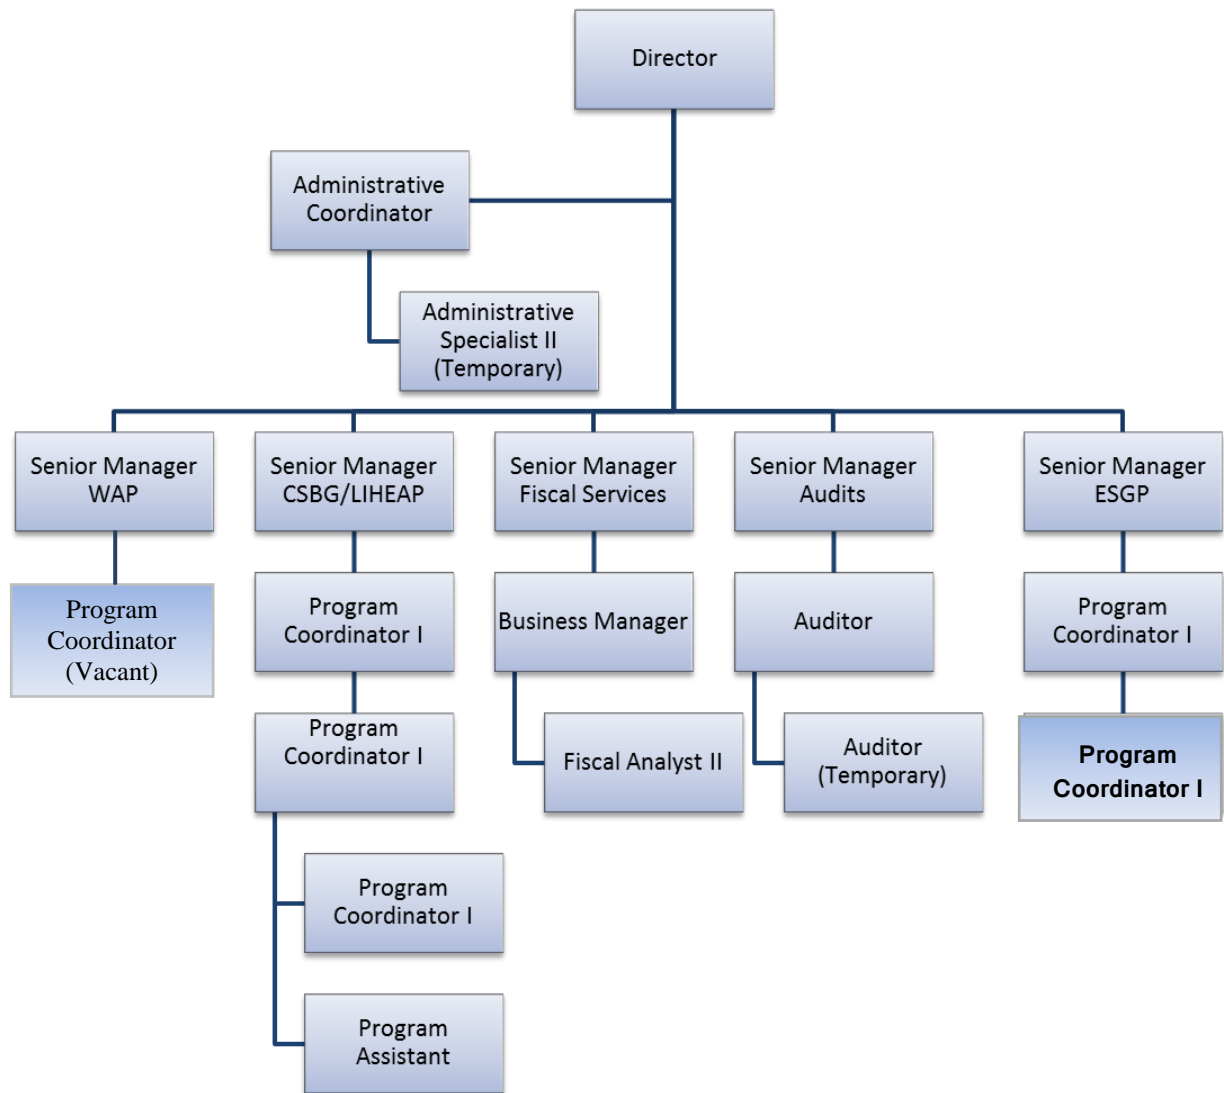 Director
Administrative
Coordinator
Administrative
Specialist II
(Temporary)
Senior Manager
WAP
Senior Manager
CSBG/LIHEAP
Senior Manager
Fiscal Services
Senior Manager
Audits
Senior Manager
ESGP
Program
Coordinator
(Vacant)
Program
Coordinator I
Business Manager
Auditor
Program
Coordinator I
Program
Coordinator I
Fiscal Analyst II
Auditor
(Temporary)
Program
Coordinator I
Program
Coordinator I
Program
Assistant